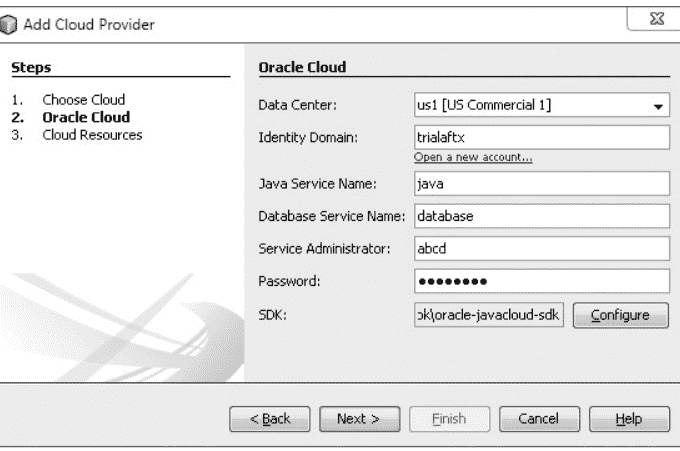 Add Cloud Provider
Steps
1. Choose Cloud
2. Oracle Cloud
3. Cloud Resources
Oracle Cloud
Data Center: us1 [US Commercial 1]
Identity Domain: trialaftx
Open a new account...
Java Service Name: java
Database Service Name: database
Service Administrator: abcd
Password: ●●●●●●●●
SDK: ok\oracle-javacloud-sdk Configure
< Back Next > Finish Cancel Help